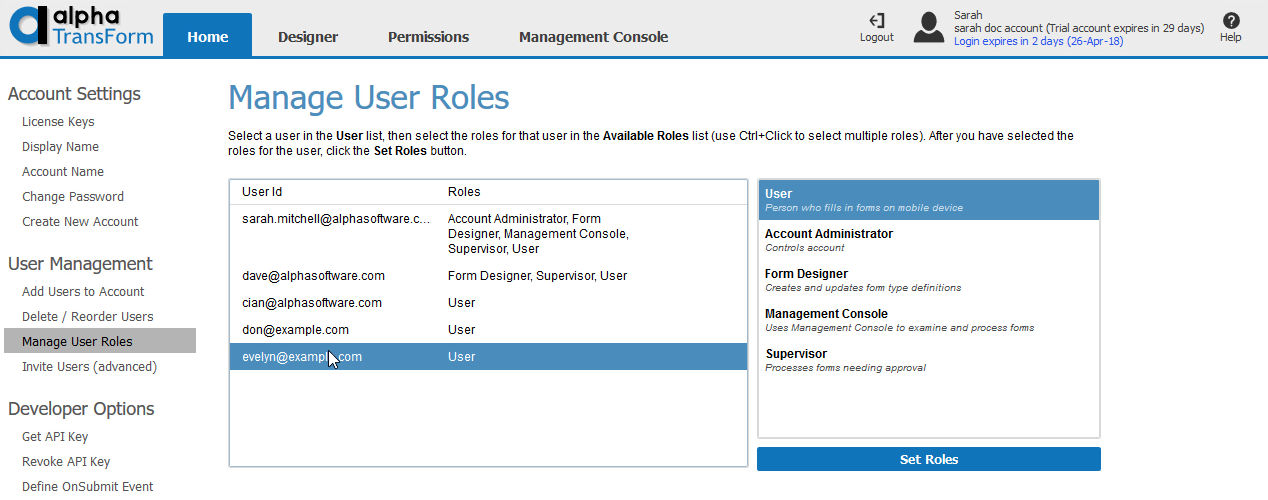 alpha
TransForm
Home
Designer
Permissions
Management Console
Logout
Sarah
sarah doc account (Trial account expires in 29 days)
Login expires in 2 days (26-Apr-18)
Help
Account Settings
License Keys
Display Name
Account Name
Change Password
Create New Account
User Management
Add Users to Account
Delete / Reorder Users
Manage User Roles
Invite Users (advanced)
Developer Options
Get API Key
Revoke API Key
Define OnSubmit Event
Manage User Roles
Select a user in the User list, then select the roles for that user in the Available Roles list (use Ctrl+Click to select multiple roles). After you have selected the
roles for the user, click the Set Roles button.
User Id Roles
sarah.mitchell@alphasoftware.c... Account Administrator, Form
Designer, Management Console,
Supervisor, User
dave@alphasoftware.com Form Designer, Supervisor, User
cian@alphasoftware.com User
don@example.com User
evelyn@example.com User
User
Person who fills in forms on mobile device
Account Administrator
Controls account
Form Designer
Creates and updates form type definitions
Management Console
Uses Management Console to examine and process forms
Supervisor
Processes forms needing approval
Set Roles